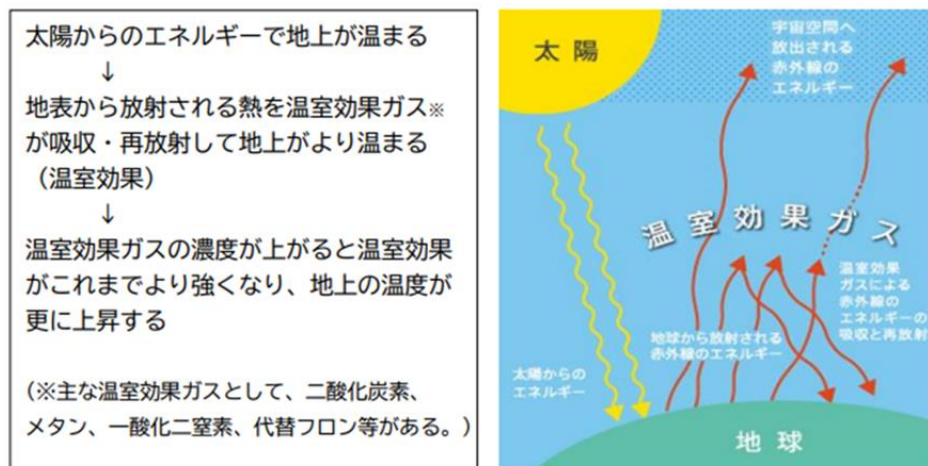 太陽からのエネルギーで地上が温まる
↓
地表から放射される熱を温室効果ガス※
が吸収・再放射して地上がより温まる
（温室効果）
↓
温室効果ガスの濃度が上がると温室効果
がこれまでより強くなり、地上の温度が
更に上昇する
（※主な温室効果ガスとして、二酸化炭素、
メタン、一酸化二窒素、代替フロン等がある。）
太陽
宇宙空間へ
放出される
赤外線の
エネルギー
温室効果ガス
温室効果
ガスによる
赤外線の
エネルギーの
吸収と再放射
地球から放射される
赤外線のエネルギー
太陽からの
エネルギー
地球